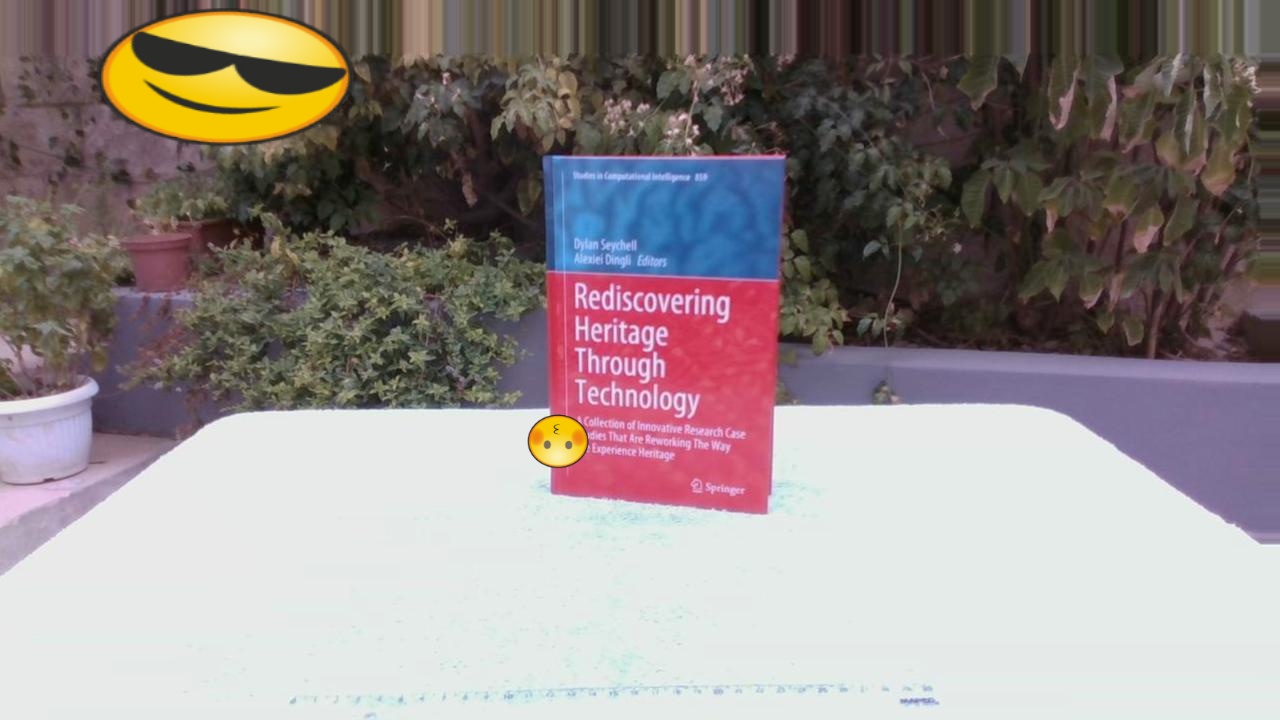 Studies in Computational Intelligence 859
Dylan Seychell
Alexiei Dingli Editors
Rediscovering
Heritage
Through
Technology
A Collection of Innovative Research Case
That Are Reworking The Way
Experience Heritage
Springer